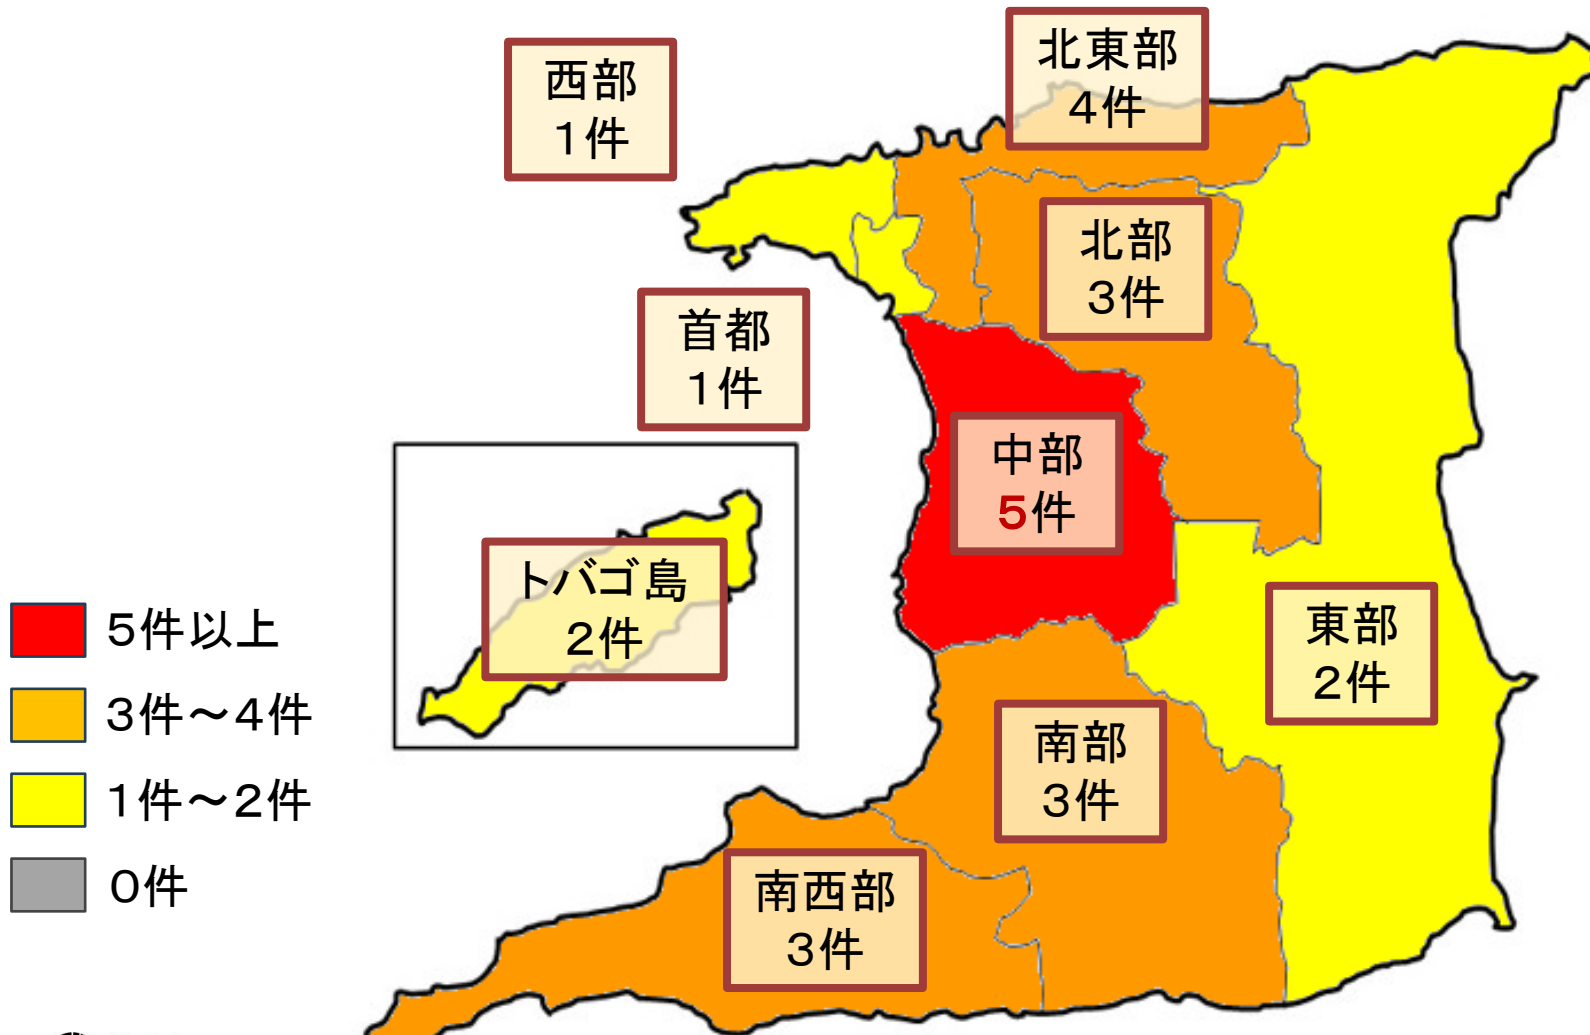 西部
1件
北東部
4件
北部
3件
首都
1件
中部
5件
トバゴ島
2件
東部
2件
南部
3件
南西部
3件
5件以上
3件～4件
1件～2件
0件